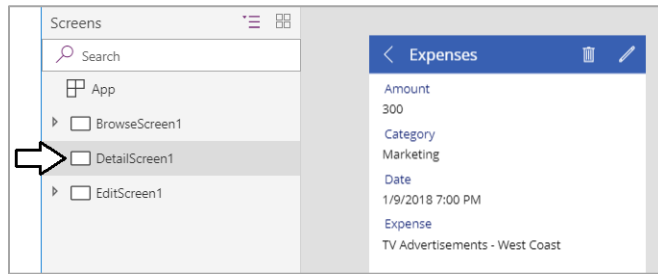 Screens
Search
App
BrowseScreen1
DetailScreen1
EditScreen1
Expenses
Amount
300
Category
Marketing
Date
1/9/2018 7:00 PM
Expense
TV Advertisements - West Coast